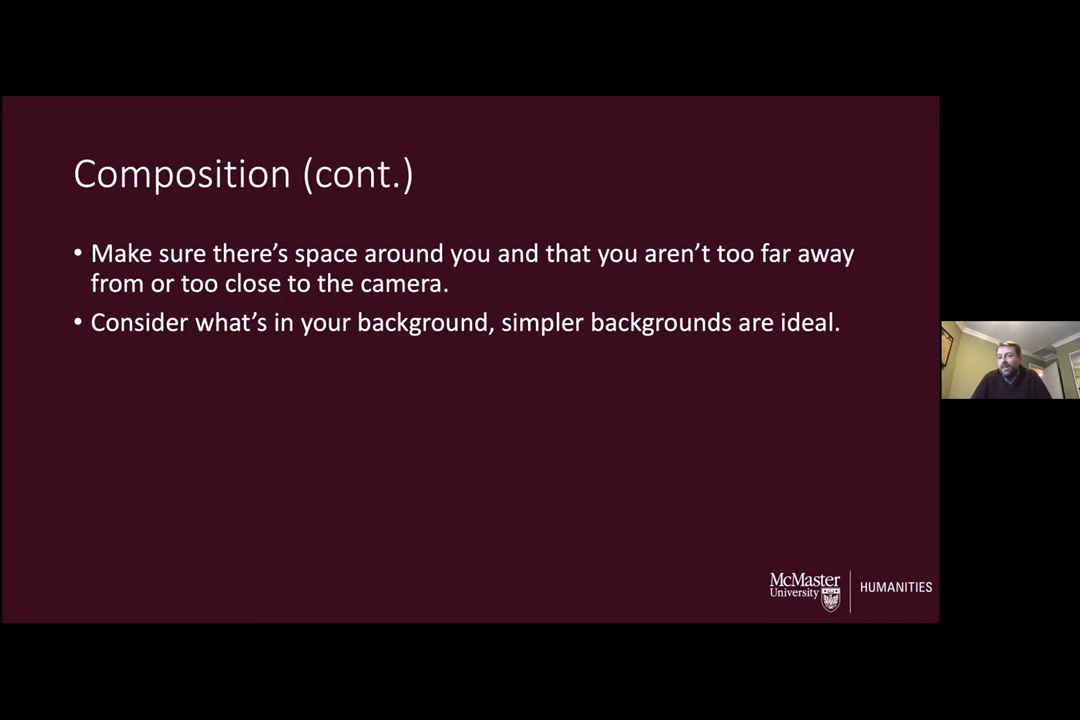 Composition (cont.)
• Make sure there’s space around you and that you aren’t too far away
from or too close to the camera.
• Consider what’s in your background, simpler backgrounds are ideal.
McMaster
University
HUMANITIES